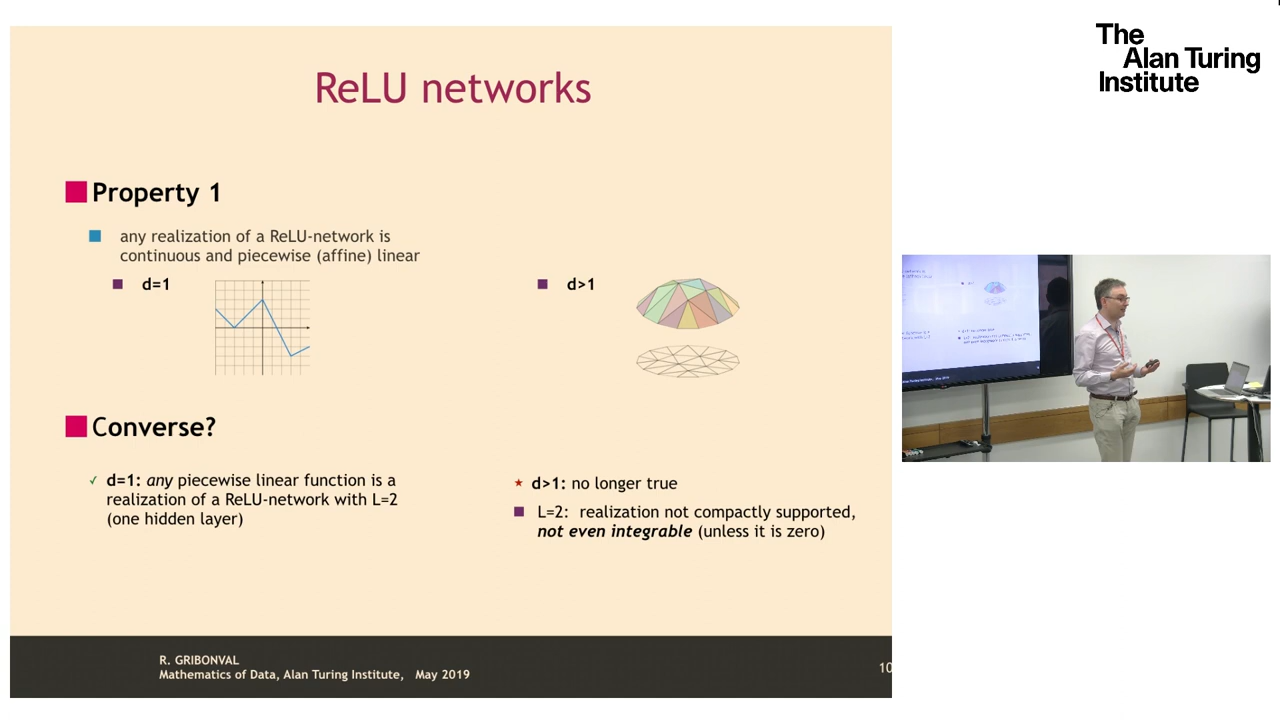 The
Alan Turing
Institute
ReLU networks
Property 1
any realization of a ReLU-network is
continuous and piecewise (affine) linear
d=1
d>1
Converse?
✓ d=1: any piecewise linear function is a
realization of a ReLU-network with L=2
(one hidden layer)
★ d>1: no longer true
L=2: realization not compactly supported,
not even integrable (unless it is zero)
R. GRIBONVAL
Mathematics of Data, Alan Turing Institute, May 2019
10